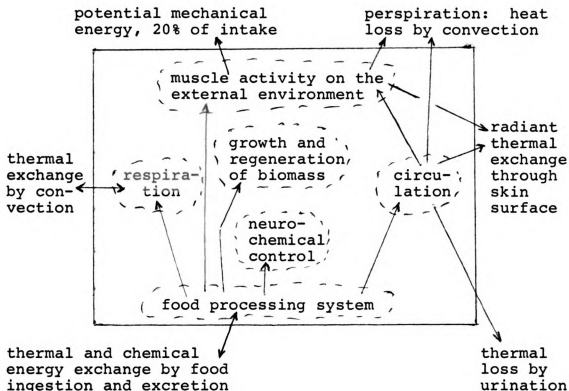 potential mechanical
energy, 20% of intake
perspiration: heat
loss by convection
muscle activity on the
external environment
growth and
regeneration
of biomass
radiant
thermal
exchange
through
skin
surface
thermal
exchange
by con-
vection
respira-
tion
circu-
lation
neuro-
chemical
control
food processing system
thermal and chemical
energy exchange by food
ingestion and excretion
thermal
loss by
urination